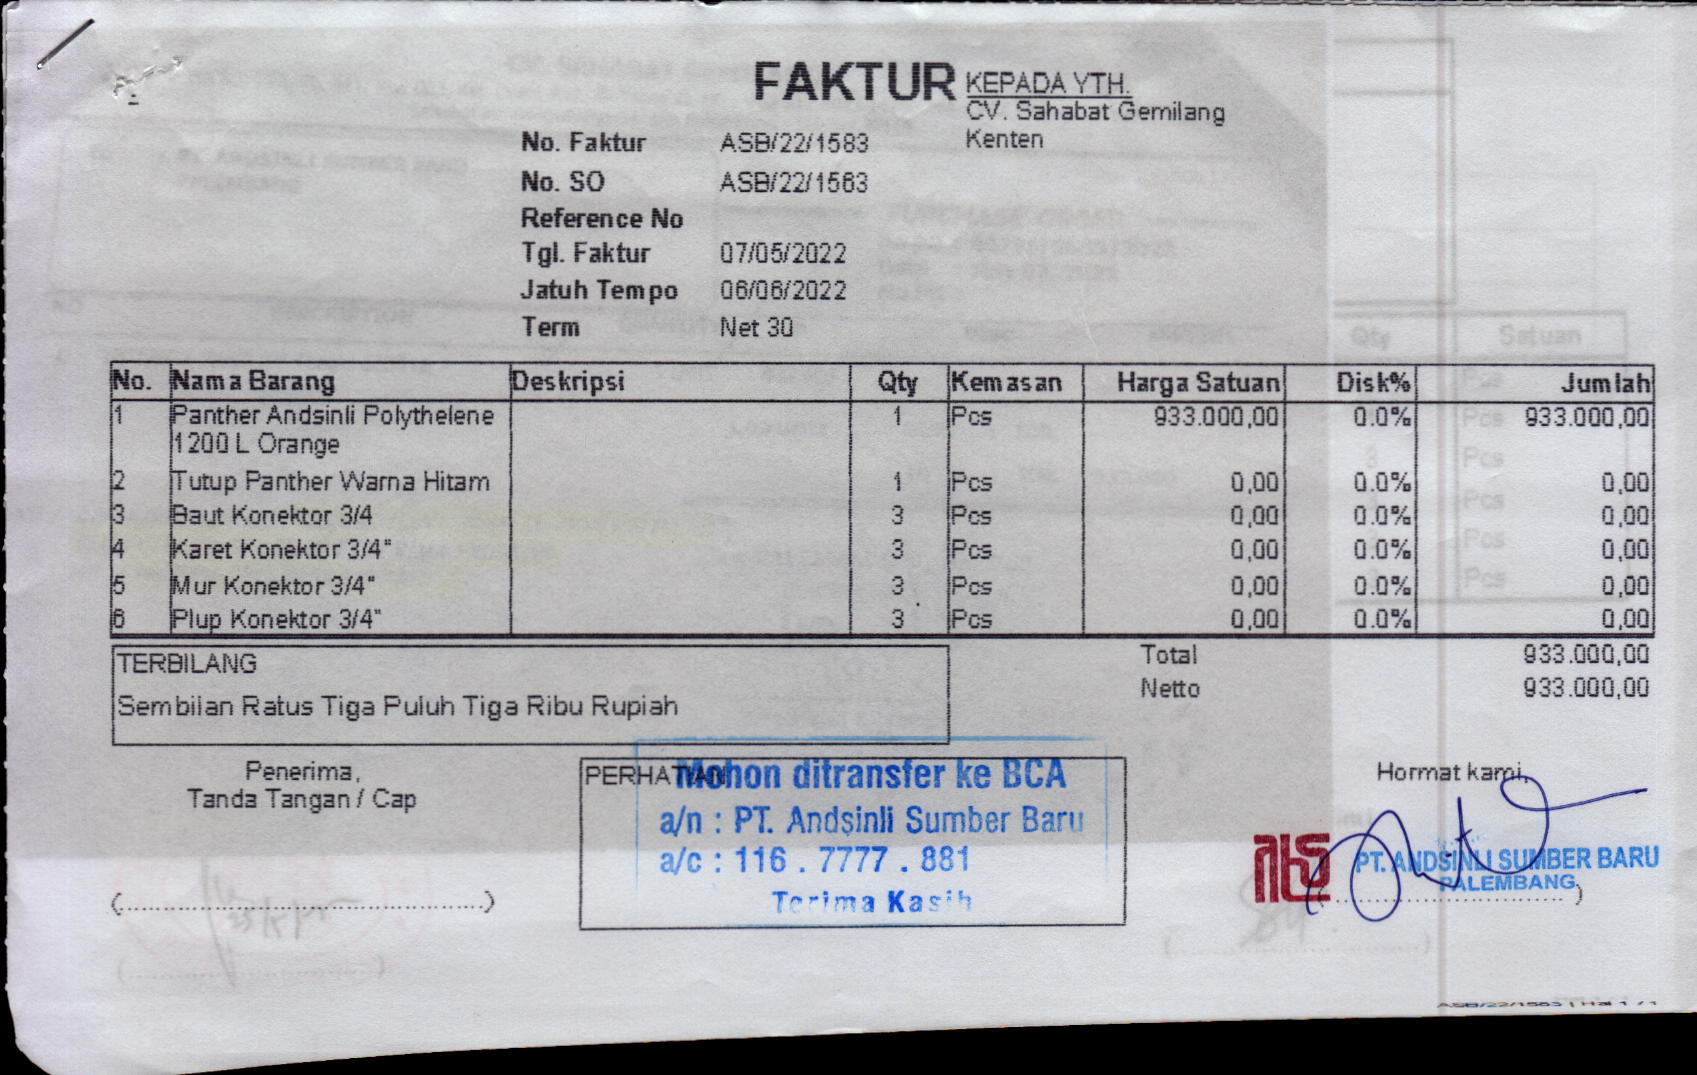 FAKTUR
KEPADA YTH.
CV. Sahabat Gemilang
Kenten
No. Faktur ASB/22/1583
No. SO ASB/22/1563
Reference No
Tgl. Faktur 07/05/2022
Jatuh Tempo 06/06/2022
Term Net 30
No. Nama Barang Deskripsi Qty Kemasan Harga Satuan Disk% Jumlah
1 Panther Andsinli Polythelene 1 Pcs 933.000,00 0.0% 933.000,00
1200 L Orange
2 Tutup Panther Warna Hitam 1 Pcs 0,00 0.0% 0,00
3 Baut Konektor 3/4 3 Pcs 0,00 0.0% 0,00
4 Karet Konektor 3/4" 3 Pcs 0,00 0.0% 0,00
5 Mur Konektor 3/4" 3 Pcs 0,00 0.0% 0,00
6 Plup Konektor 3/4" 3 Pcs 0,00 0.0% 0,00
TERBILANG
Sembilan Ratus Tiga Puluh Tiga Ribu Rupiah
Total 933.000,00
Netto 933.000,00
Penerima,
Tanda Tangan / Cap
(..........)
PERHATIAN
Mohon ditransfer ke BCA
a/n : PT. Andsinli Sumber Baru
a/c : 116 . 7777 . 881
Terima Kasih
Hormat kami,
PT. ANDSINLI SUMBER BARU
PALEMBANG